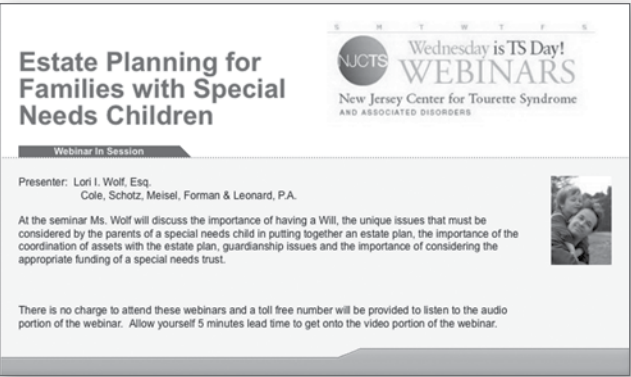 Estate Planning for
Families with Special
Needs Children
S M T W T F S
NJCTS
Wednesday is TS Day!
WEBINARS
New Jersey Center for Tourette Syndrome
AND ASSOCIATED DISORDERS
Webinar In Session
Presenter: Lori I. Wolf, Esq.
Cole, Schotz, Meisel, Forman & Leonard, P.A.
At the seminar Ms. Wolf will discuss the importance of having a Will, the unique issues that must be
considered by the parents of a special needs child in putting together an estate plan, the importance of the
coordination of assets with the estate plan, guardianship issues and the importance of considering the
appropriate funding of a special needs trust.
There is no charge to attend these webinars and a toll free number will be provided to listen to the audio
portion of the webinar. Allow yourself 5 minutes lead time to get onto the video portion of the webinar.